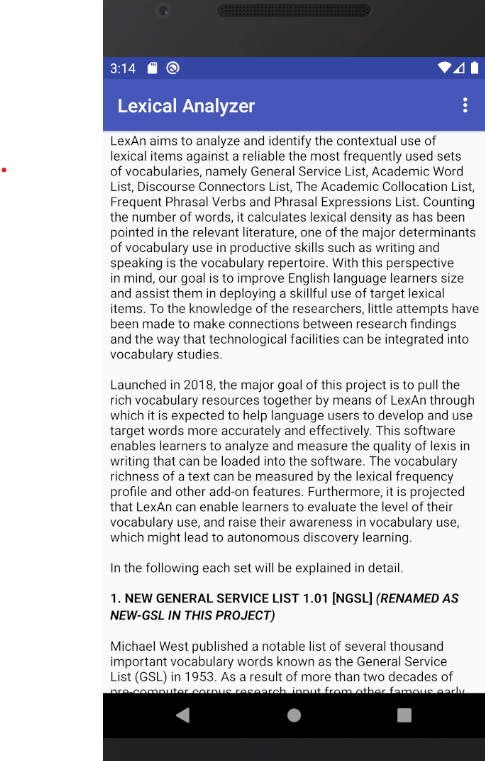 3:14
Lexical Analyzer
LexAn aims to analyze and identify the contextual use of
lexical items against a reliable the most frequently used sets
of vocabularies, namely General Service List, Academic Word
List, Discourse Connectors List, The Academic Collocation List,
Frequent Phrasal Verbs and Phrasal Expressions List. Counting
the number of words, it calculates lexical density as has been
pointed in the relevant literature, one of the major determinants
of vocabulary use in productive skills such as writing and
speaking is the vocabulary repertoire. With this perspective
in mind, our goal is to improve English language learners size
and assist them in deploying a skillful use of target lexical
items. To the knowledge of the researchers, little attempts have
been made to make connections between research findings
and the way that technological facilities can be integrated into
vocabulary studies.
Launched in 2018, the major goal of this project is to pull the
rich vocabulary resources together by means of LexAn through
which it is expected to help language users to develop and use
target words more accurately and effectively. This software
enables learners to analyze and measure the quality of lexis in
writing that can be loaded into the software. The vocabulary
richness of a text can be measured by the lexical frequency
profile and other add-on features. Furthermore, it is projected
that LexAn can enable learners to evaluate the level of their
vocabulary use, and raise their awareness in vocabulary use,
which might lead to autonomous discovery learning.
In the following each set will be explained in detail.
1. NEW GENERAL SERVICE LIST 1.01 [NGSL] (RENAMED AS
NEW-GSL IN THIS PROJECT)
Michael West published a notable list of several thousand
important vocabulary words known as the General Service
List (GSL) in 1953. As a result of more than two decades of
pre-computer corpus research, input from other famous early